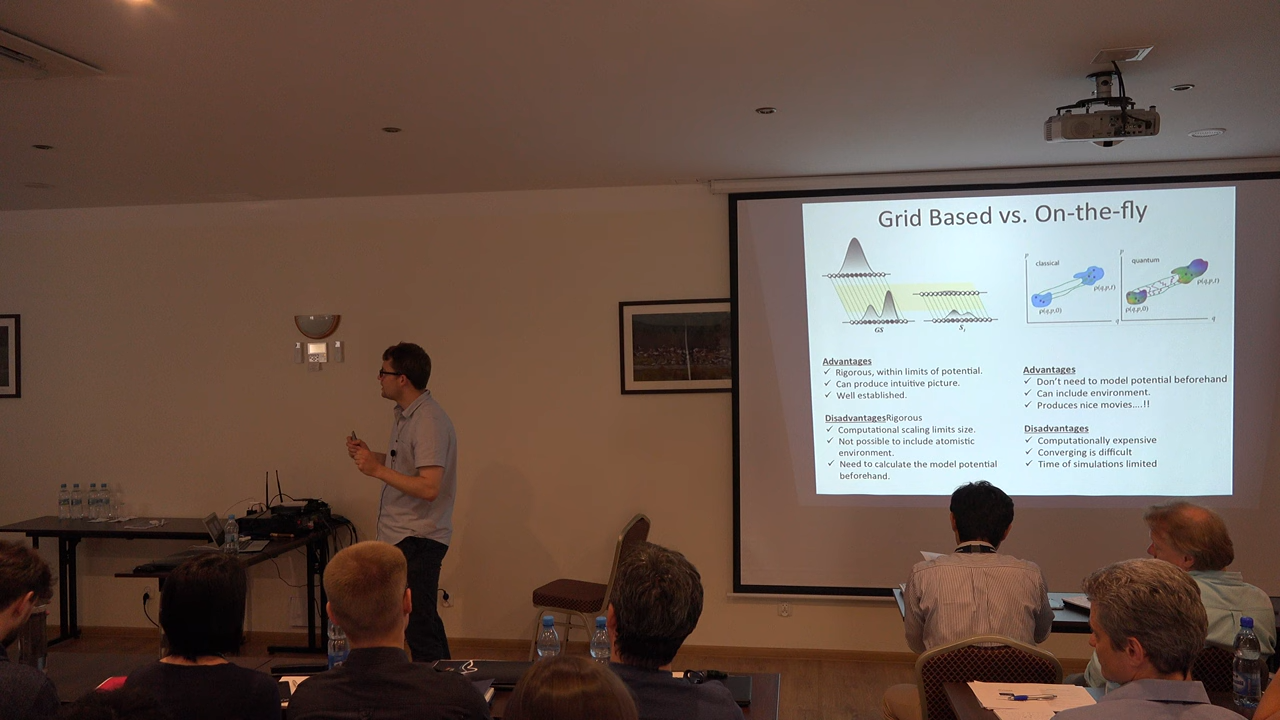 Grid Based vs. On-the-fly
GS
S₁
classical
quantum
p
p
ρ(q,p,t)
ρ(q,p,t)
ρ(q,p,0)
ρ(q,p,0)
q
q
Advantages
✓ Rigorous, within limits of potential.
✓ Can produce intuitive picture.
✓ Well established.
DisadvantagesRigorous
✓ Computational scaling limits size.
✓ Not possible to include atomistic
environment.
✓ Need to calculate the model potential
beforehand.
Advantages
✓ Don't need to model potential beforehand
✓ Can include environment.
✓ Produces nice movies....!!
Disadvantages
✓ Computationally expensive
✓ Converging is difficult
✓ Time of simulations limited